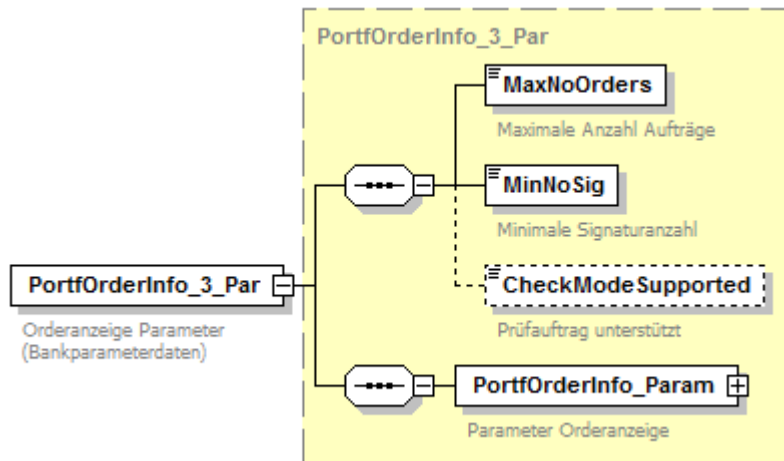 PortfOrderInfo_3_Par
MaxNoOrders
Maximale Anzahl Aufträge
MinNoSig
Minimale Signaturanzahl
PortfOrderInfo_3_Par
Orderanzeige Parameter
(Bankparameterdaten)
CheckModeSupported
Prüfauftrag unterstützt
PortfOrderInfo_Param
Parameter Orderanzeige